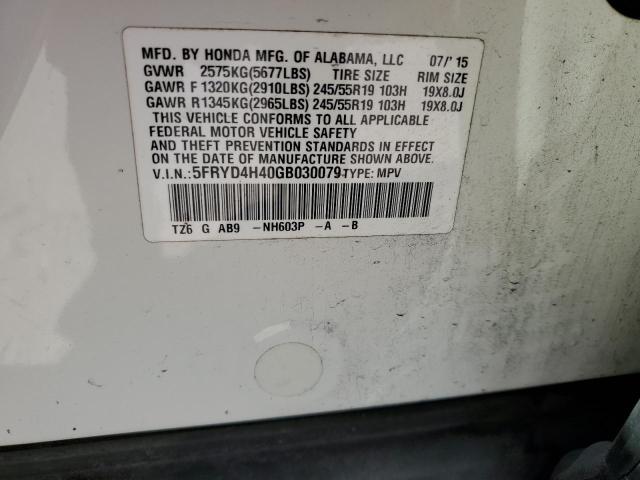 MFD. BY HONDA MFG. OF ALABAMA, LLC 07/'15
GVWR 2575KG(5677LBS) TIRE SIZE RIM SIZE
GAWR F 1320KG(2910LBS) 245/55R19 103H 19X8.0J
GAWR R1345KG(2965LBS) 245/55R19 103H 19X8.0J
THIS VEHICLE CONFORMS TO ALL APPLICABLE
FEDERAL MOTOR VEHICLE SAFETY
AND THEFT PREVENTION STANDARDS IN EFFECT
ON THE DATE OF MANUFACTURE SHOWN ABOVE.
V.I.N.:5FRYD4H40GB030079 TYPE: MPV
TZ6 G AB9 -NH603P -A -B